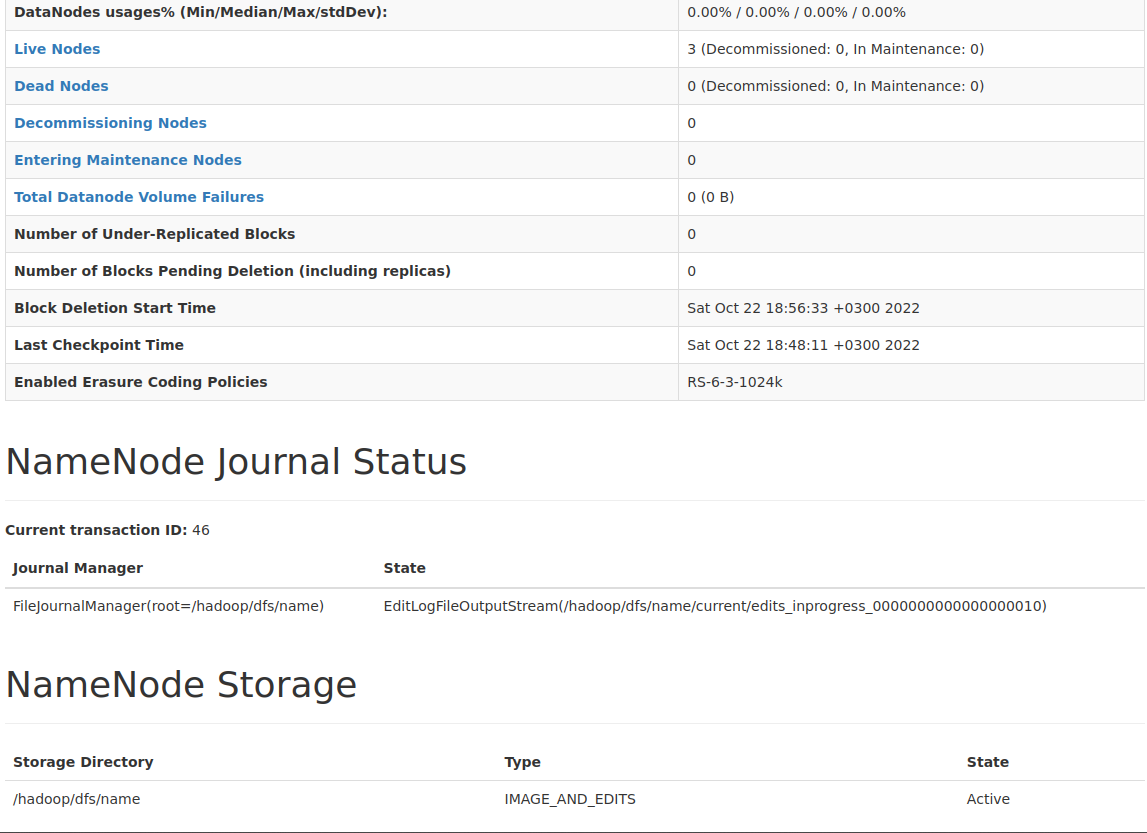 DataNodes usages% (Min/Median/Max/stdDev): 0.00% / 0.00% / 0.00% / 0.00%
Live Nodes 3 (Decommissioned: 0, In Maintenance: 0)
Dead Nodes 0 (Decommissioned: 0, In Maintenance: 0)
Decommissioning Nodes 0
Entering Maintenance Nodes 0
Total Datanode Volume Failures 0 (0 B)
Number of Under-Replicated Blocks 0
Number of Blocks Pending Deletion (including replicas) 0
Block Deletion Start Time Sat Oct 22 18:56:33 +0300 2022
Last Checkpoint Time Sat Oct 22 18:48:11 +0300 2022
Enabled Erasure Coding Policies RS-6-3-1024k
NameNode Journal Status
Current transaction ID: 46
Journal Manager State
FileJournalManager(root=/hadoop/dfs/name) EditLogFileOutputStream(/hadoop/dfs/name/current/edits_inprogress_0000000000000000010)
NameNode Storage
Storage Directory Type State
/hadoop/dfs/name IMAGE_AND_EDITS Active